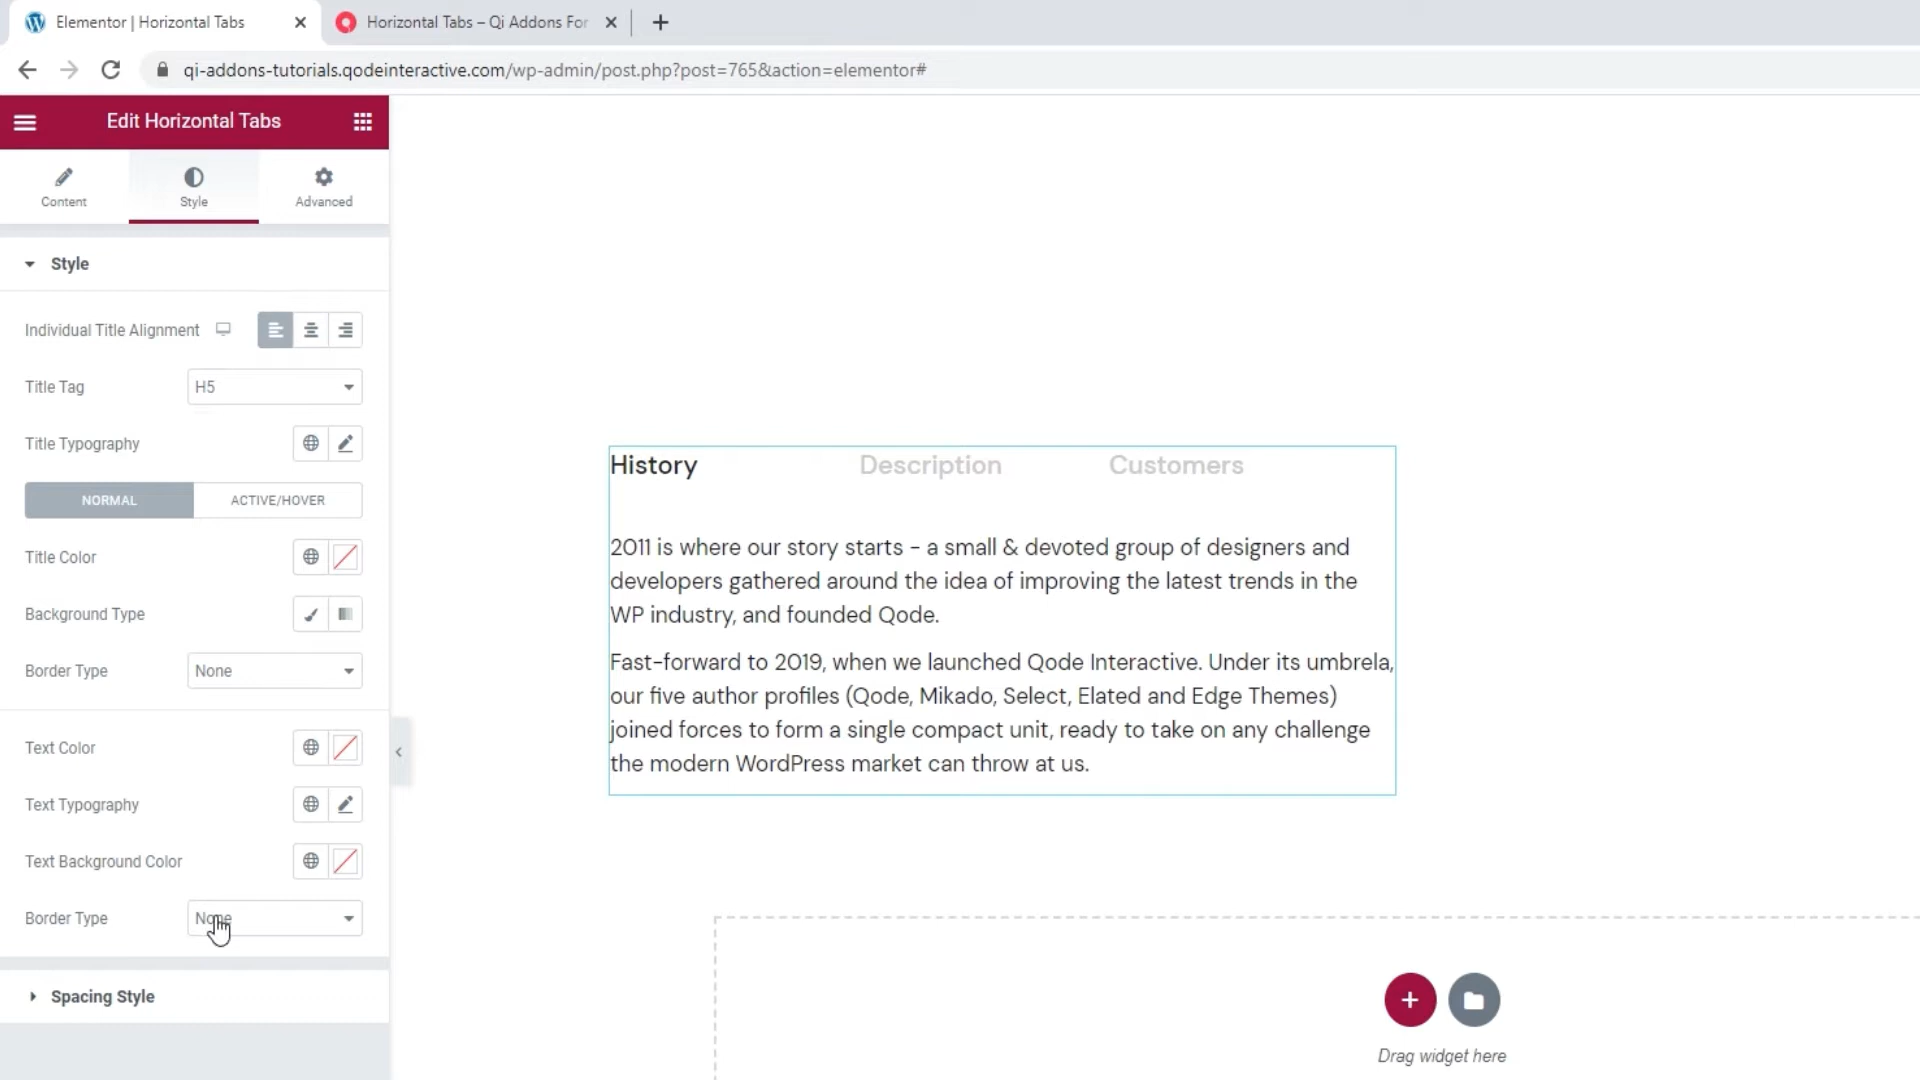 Elementor | Horizontal Tabs
Horizontal Tabs – Qi Addons For
qi-addons-tutorials.qodeinteractive.com/wp-admin/post.php?post=765&action=elementor#
Edit Horizontal Tabs
Content
Style
Advanced
Style
Individual Title Alignment
Title Tag
H5
Title Typography
NORMAL
ACTIVE/HOVER
Title Color
Background Type
Border Type
None
Text Color
Text Typography
Text Background Color
Border Type
None
Spacing Style
History
Description
Customers
2011 is where our story starts - a small & devoted group of designers and
developers gathered around the idea of improving the latest trends in the
WP industry, and founded Qode.
Fast-forward to 2019, when we launched Qode Interactive. Under its umbrela,
our five author profiles (Qode, Mikado, Select, Elated and Edge Themes)
joined forces to form a single compact unit, ready to take on any challenge
the modern WordPress market can throw at us.
Drag widget here